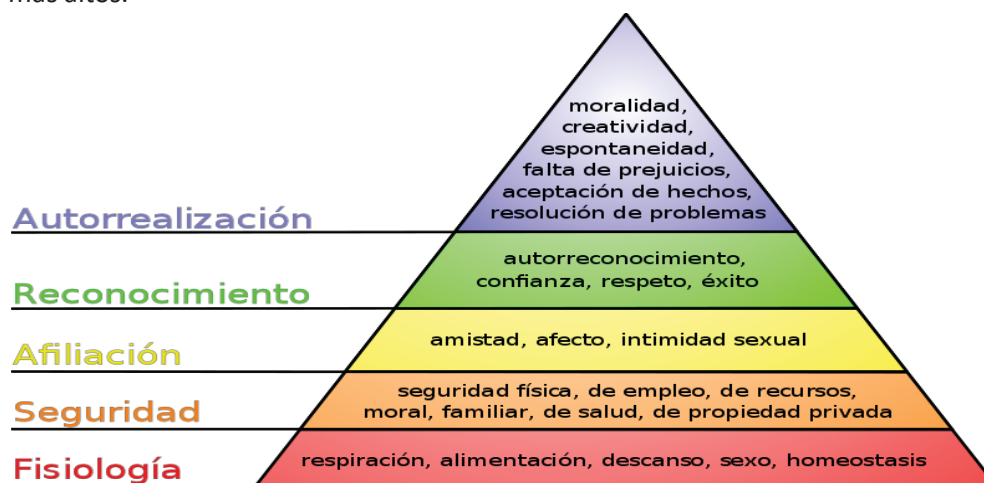 más altos.
moralidad,
creatividad,
espontaneidad,
falta de prejuicios,
aceptación de hechos,
resolución de problemas
Autorrealización
autorreconocimiento,
confianza, respeto, éxito
Reconocimiento
amistad, afecto, intimidad sexual
Afiliación
seguridad física, de empleo, de recursos,
moral, familiar, de salud, de propiedad privada
Seguridad
respiración, alimentación, descanso, sexo, homeostasis
Fisiología